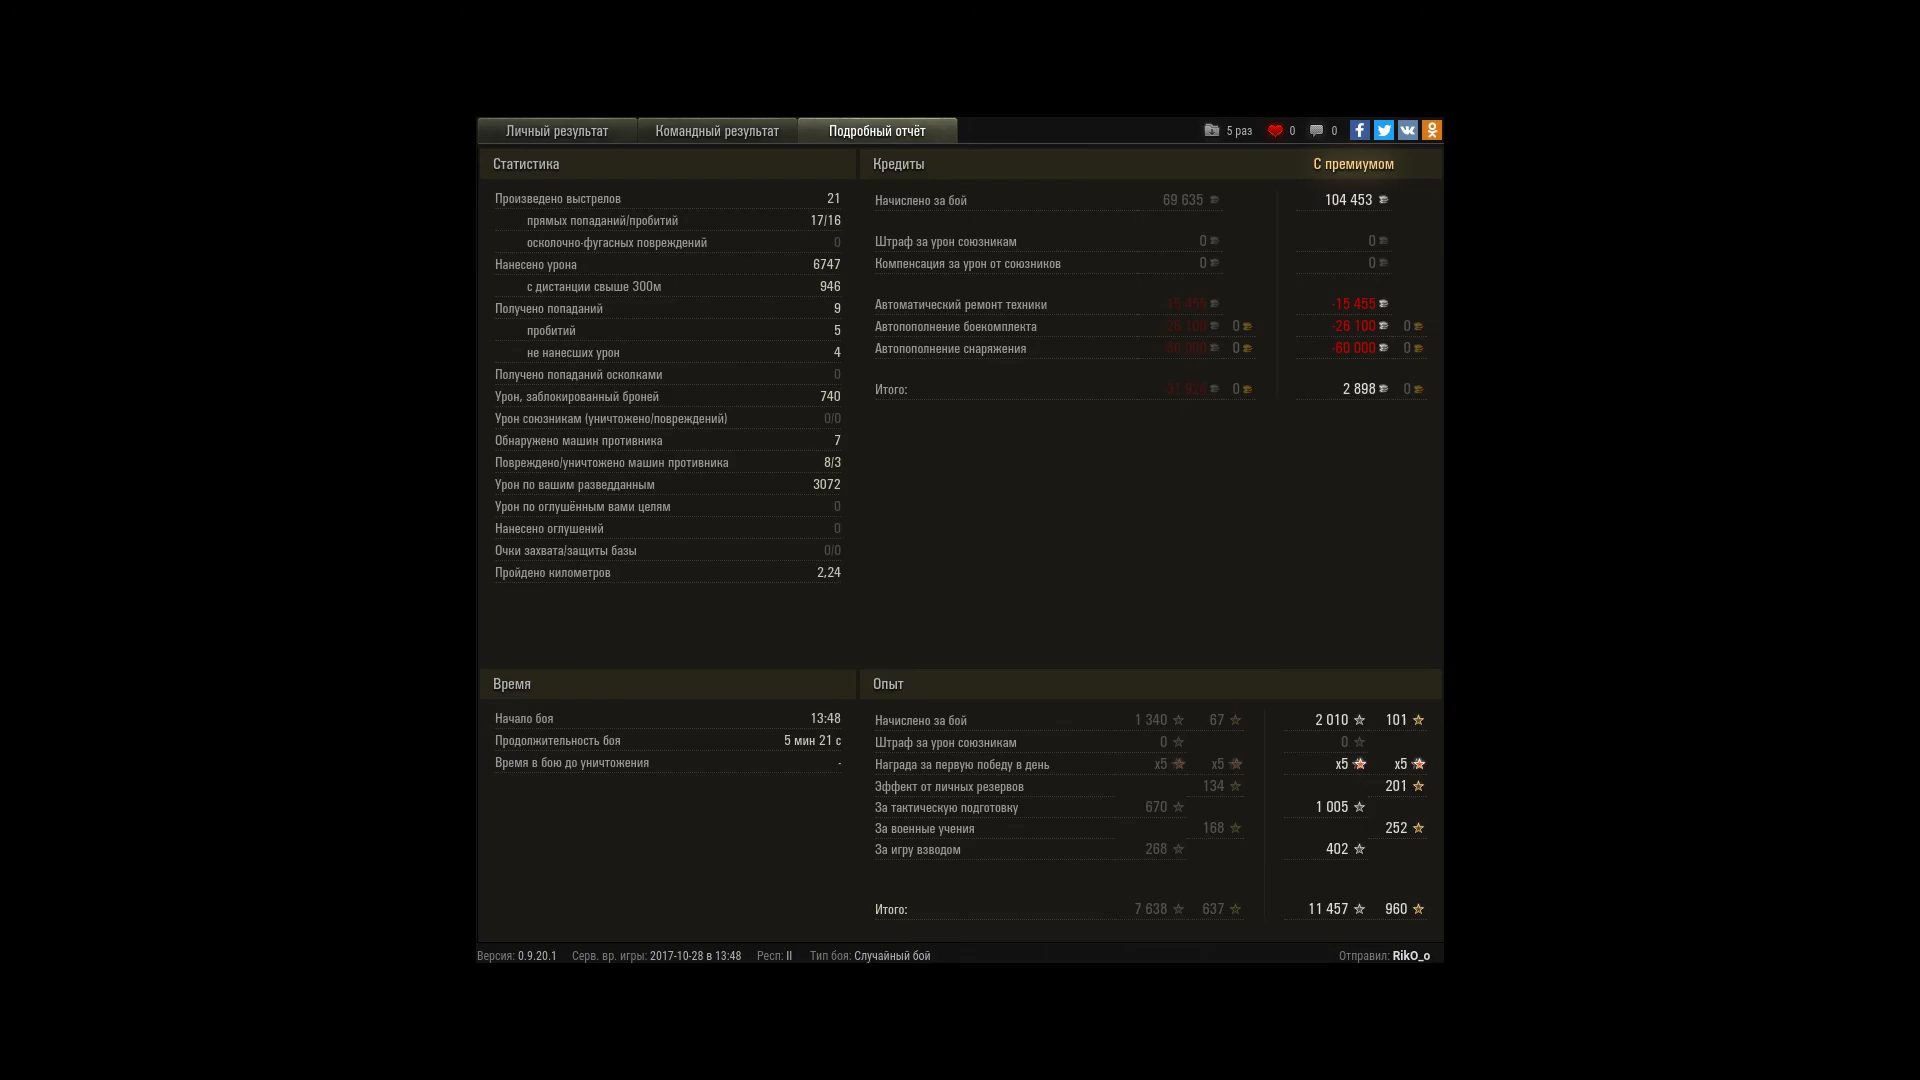 Личный результат Командный результат Подробный отчёт 5 раз 0 0
Статистика
Произведено выстрелов 21
прямых попаданий/пробитий 17/16
осколочно-фугасных повреждений 0
Нанесено урона 6747
с дистанции свыше 300м 946
Получено попаданий 9
пробитий 5
не нанесших урон 4
Получено попаданий осколками 0
Урон, заблокированный броней 740
Урон союзникам (уничтожено/повреждений) 0/0
Обнаружено машин противника 7
Повреждено/уничтожено машин противника 8/3
Урон по вашим разведданным 3072
Урон по оглушённым вами целям 0
Нанесено оглушений 0
Очки захвата/защиты базы 0/0
Пройдено километров 2,24
Кредиты С премиумом
Начислено за бой 69 635 104 453
Штраф за урон союзникам 0 0
Компенсация за урон от союзников 0 0
Автоматический ремонт техники -15 455 -15 455
Автопополнение боекомплекта -26 100 0 -26 100 0
Автопополнение снаряжения -60 000 0 -60 000 0
Итого: 0 2 898 0
Время
Начало боя 13:48
Продолжительность боя 5 мин 21 с
Время в бою до уничтожения -
Опыт
Начислено за бой 1 340 67 2 010 101
Штраф за урон союзникам 0 0
Награда за первую победу в день x5 x5 x5 x5
Эффект от личных резервов 134 201
За тактическую подготовку 670 1 005
За военные учения 168 252
За игру взводом 268 402
Итого: 7 638 637 11 457 960
Версия: 0.9.20.1 Серв. вр. игры: 2017-10-28 в 13:48 Респ: II Тип боя: Случайный бой Отправил: RikO_o